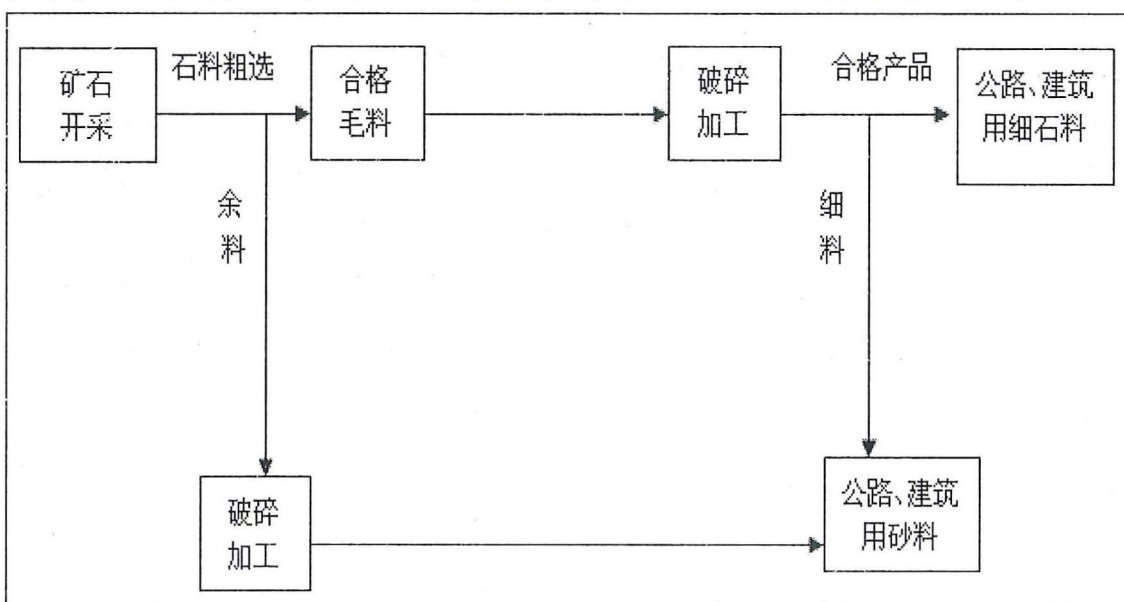 矿石
开采
石料粗选
合格
毛料
破碎
加工
合格产品
公路、建筑
用细石料
余
料
细
料
破碎
加工
公路、建筑
用砂料